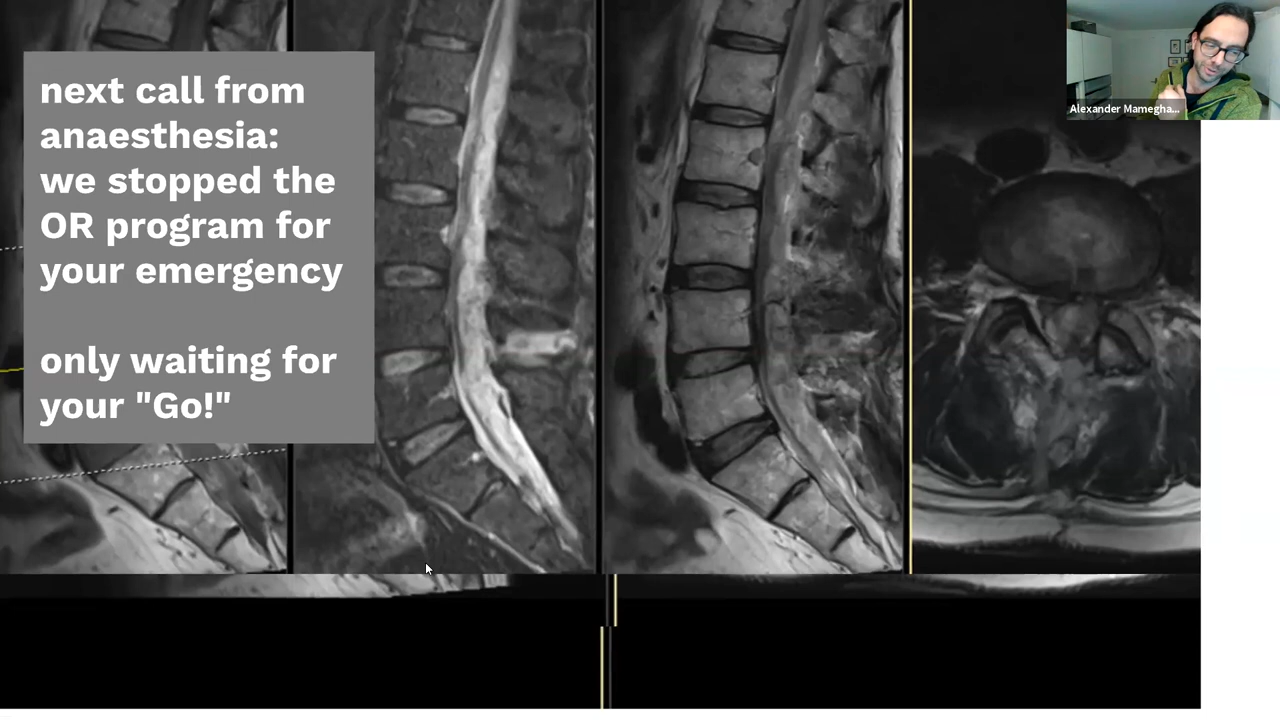 next call from
anaesthesia:
we stopped the
OR program for
your emergency
only waiting for
your "Go!"
Alexander Mamegha...